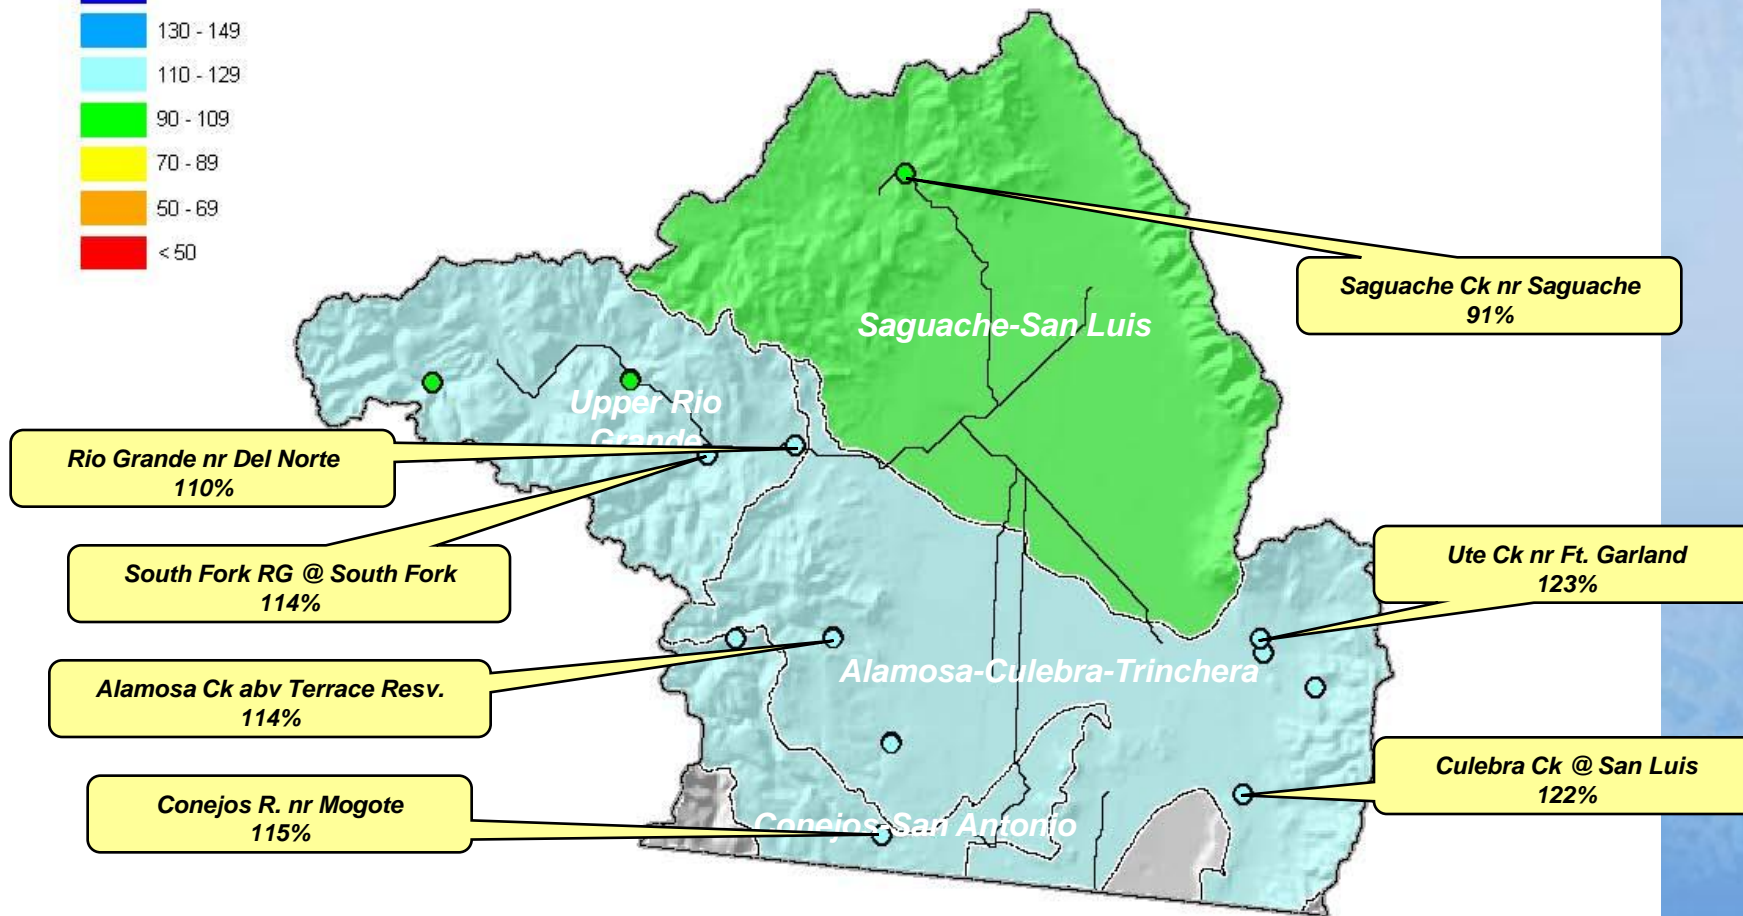 130 - 149
110 - 129
90 - 109
70 - 89
50 - 69
< 50
Saguache Ck nr Saguache
91%
Saguache-San Luis
Upper Rio
Grande
Rio Grande nr Del Norte
110%
South Fork RG @ South Fork
114%
Ute Ck nr Ft. Garland
123%
Alamosa-Culebra-Trinchera
Alamosa Ck abv Terrace Resv.
114%
Culebra Ck @ San Luis
122%
Conejos R. nr Mogote
115%
Conejos-San Antonio